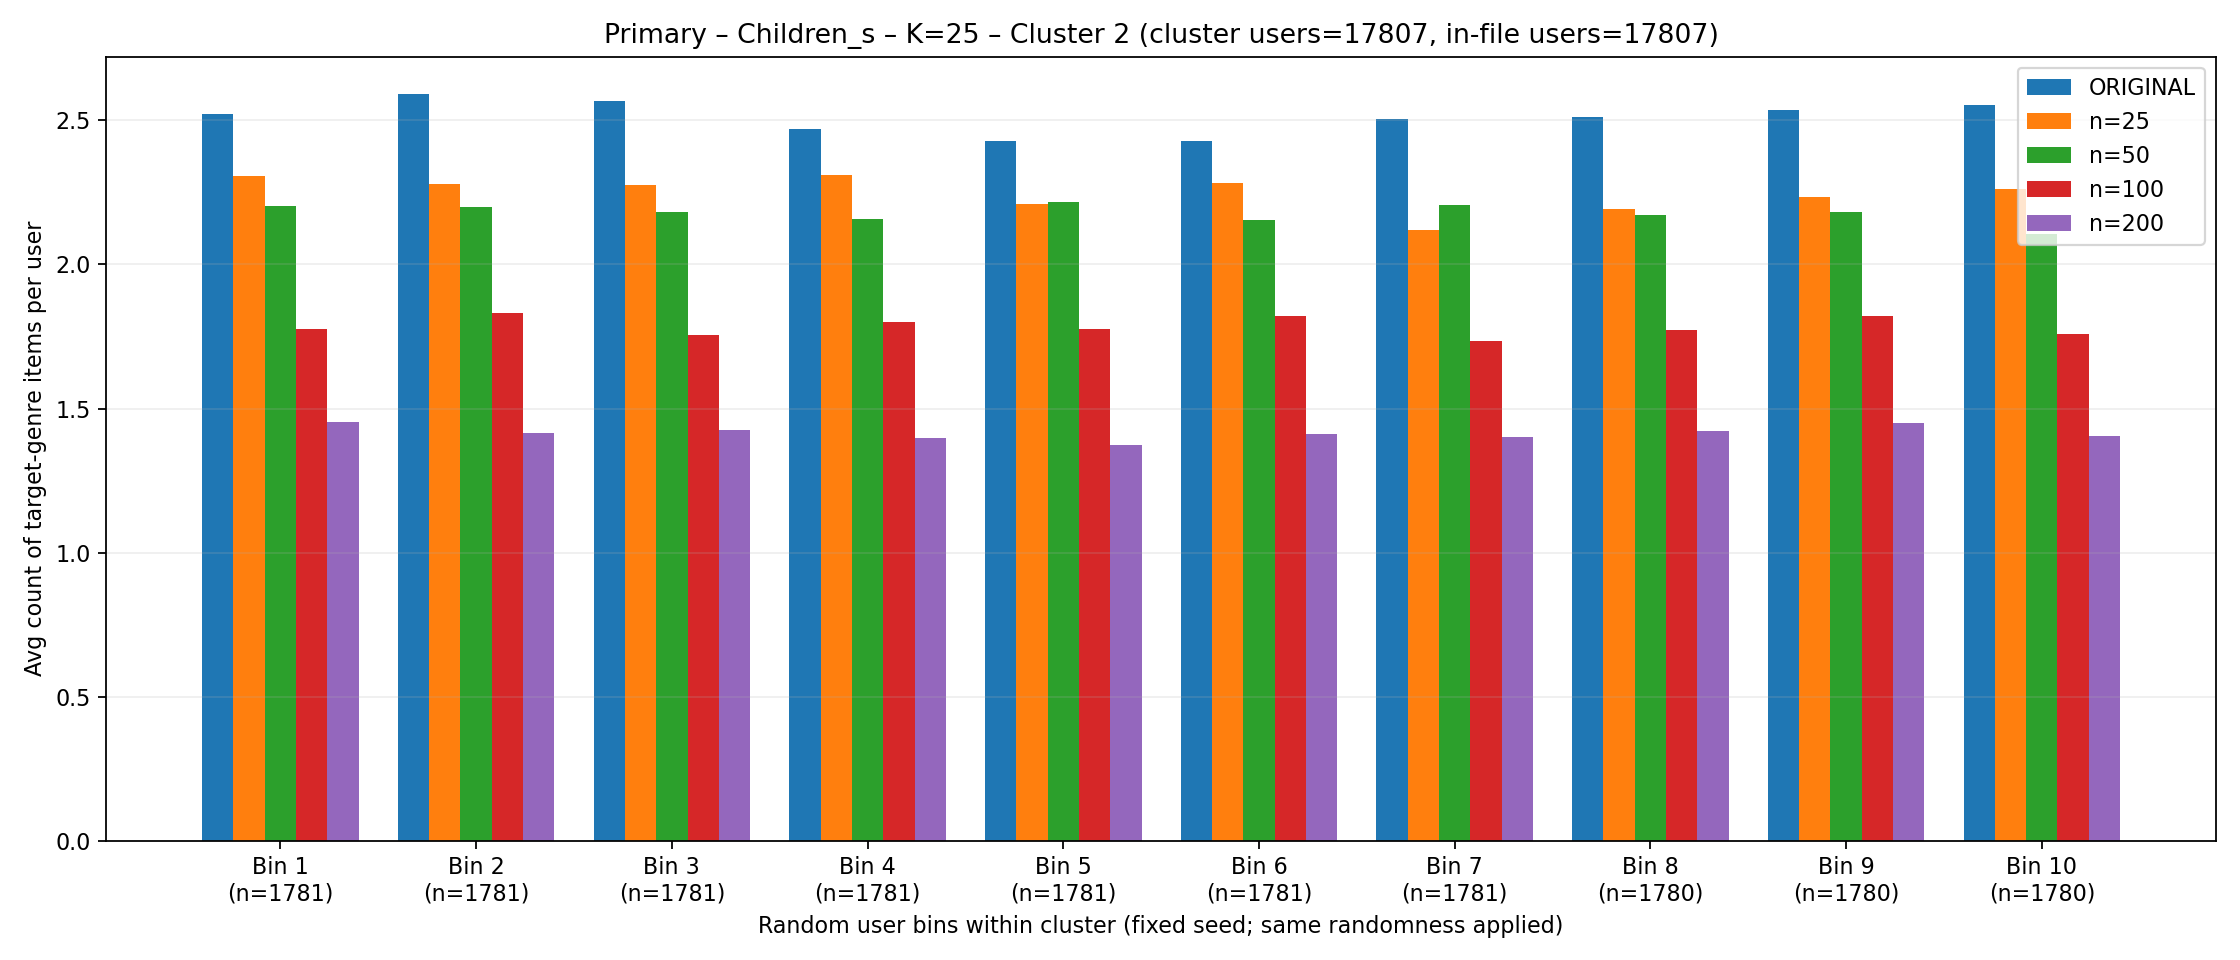 Primary – Children_s – K=25 – Cluster 2 (cluster users=17807, in-file users=17807)
Avg count of target-genre items per user
2.5
2.0
1.5
1.0
0.5
0.0
ORIGINAL
n=25
n=50
n=100
n=200
Bin 1 Bin 2 Bin 3 Bin 4 Bin 5 Bin 6 Bin 7 Bin 8 Bin 9 Bin 10
(n=1781) (n=1781) (n=1781) (n=1781) (n=1781) (n=1781) (n=1781) (n=1780) (n=1780) (n=1780)
Random user bins within cluster (fixed seed; same randomness applied)